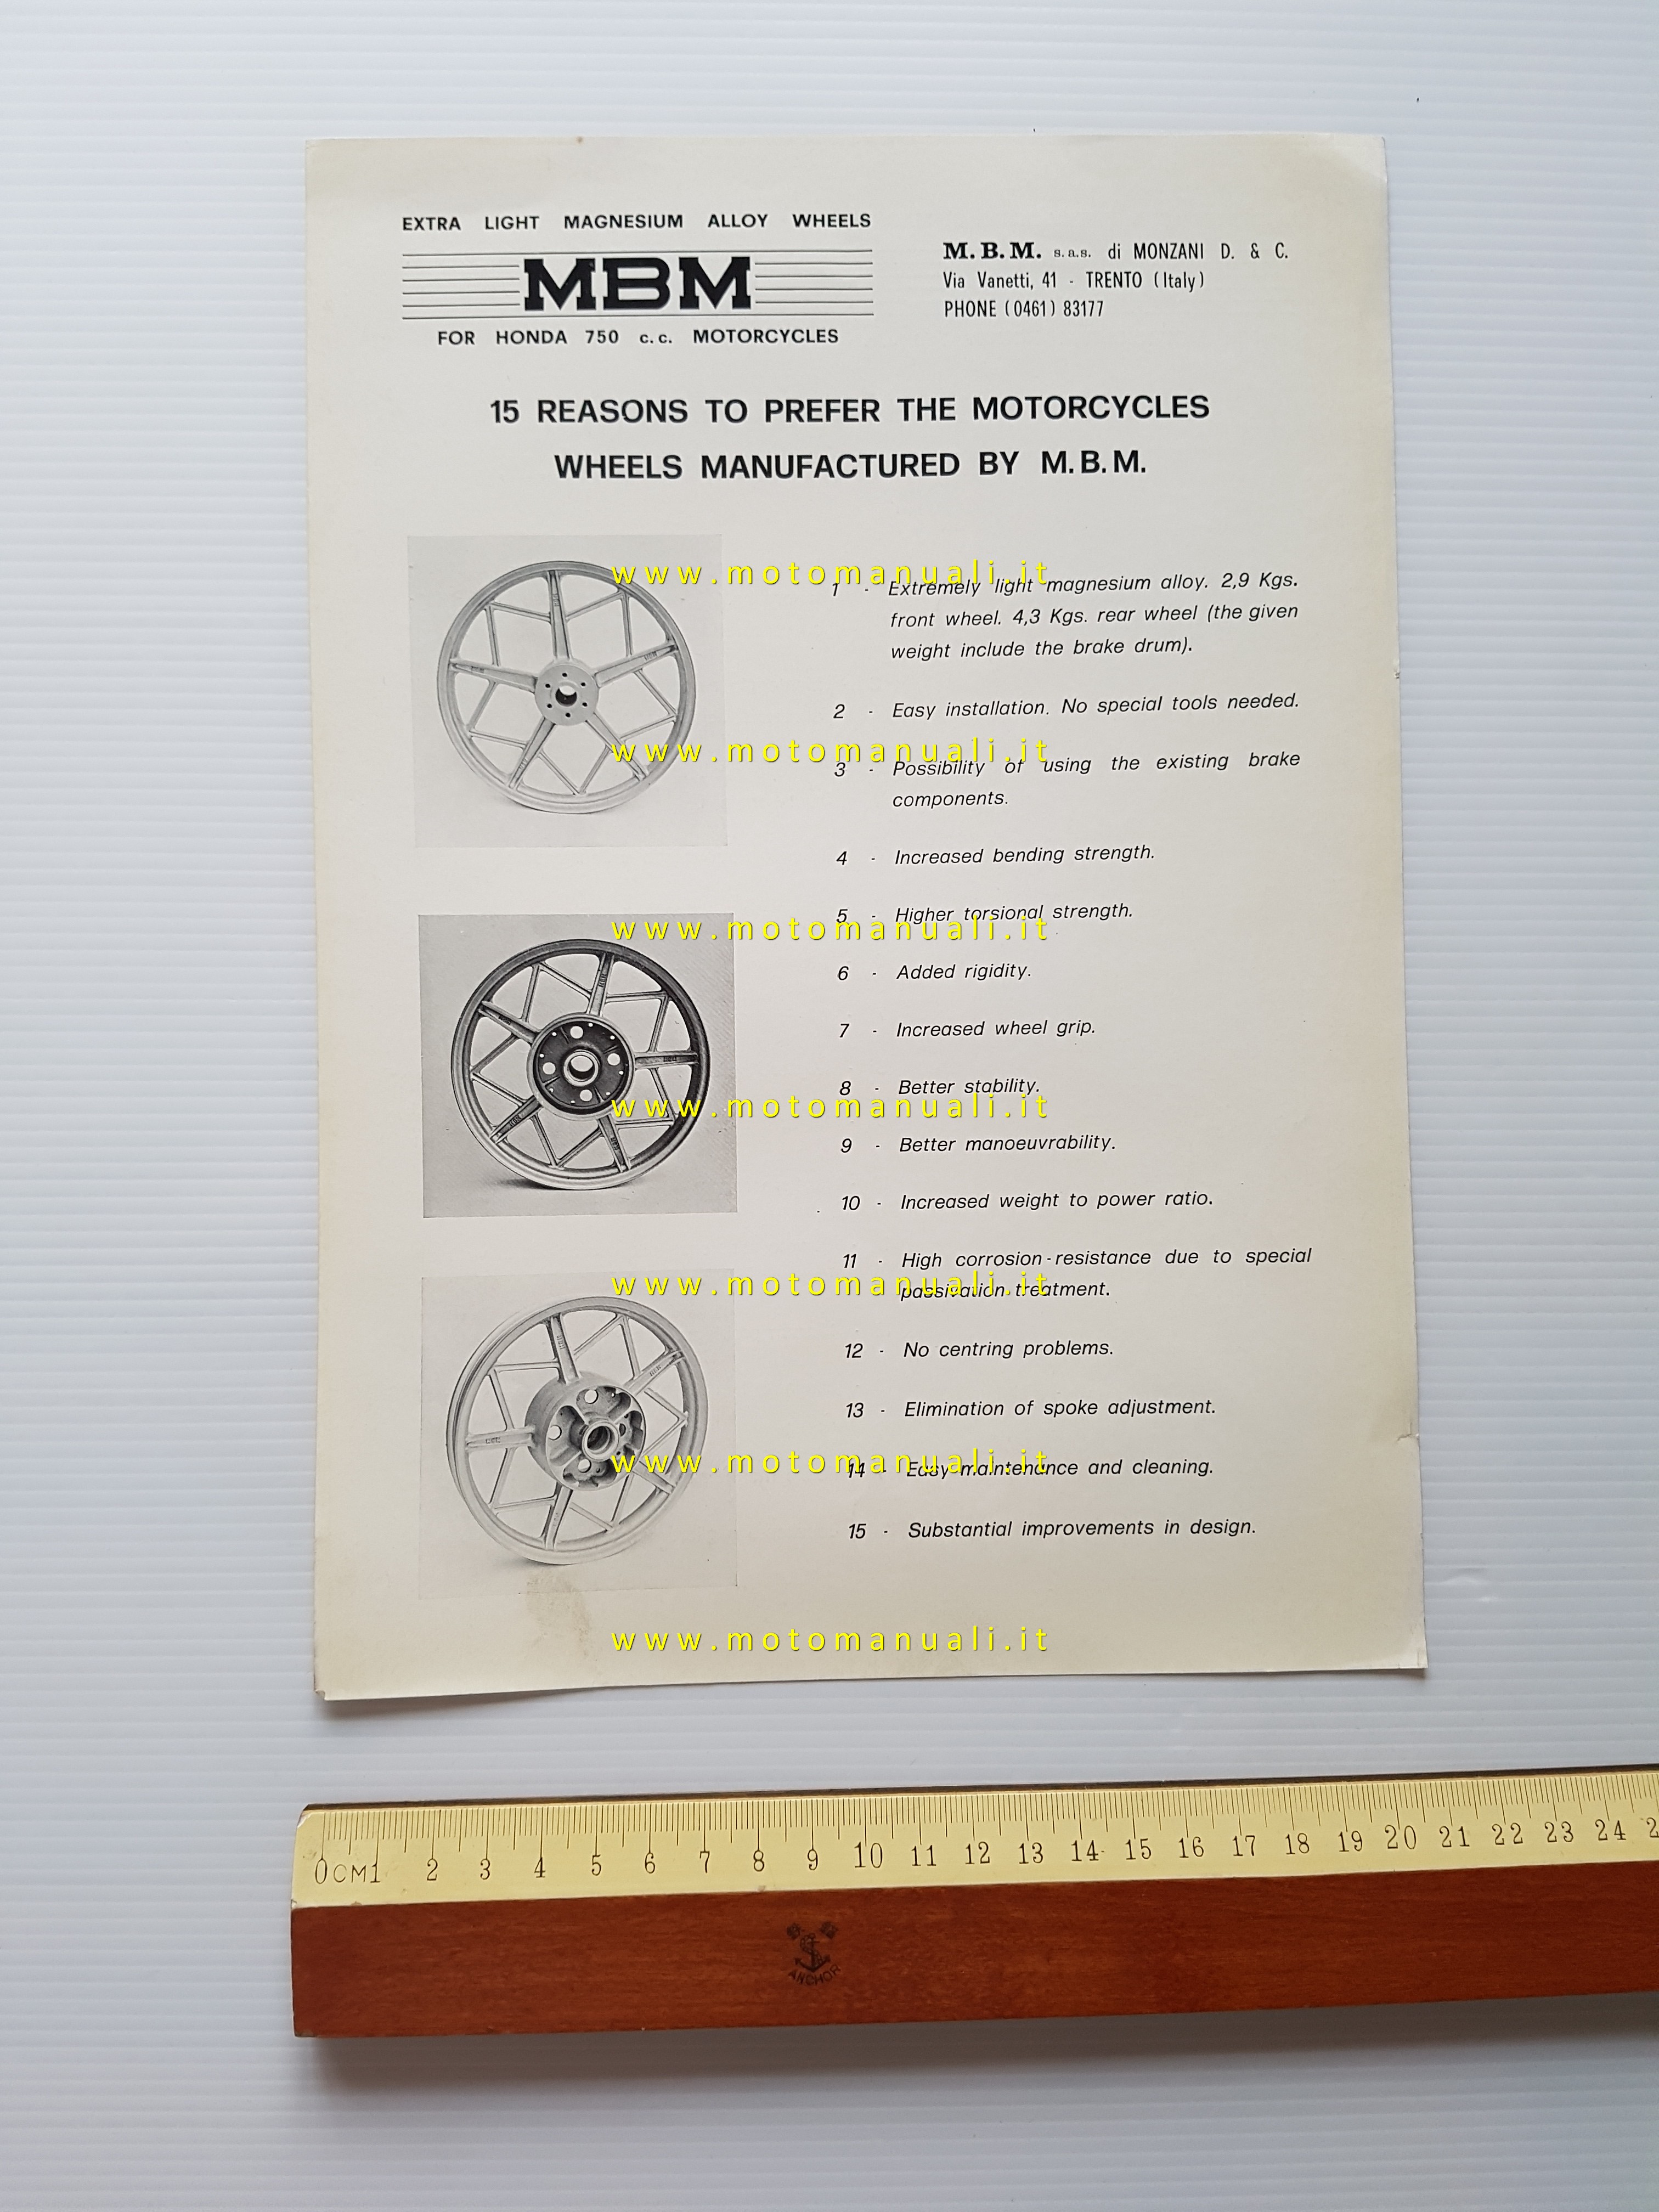 EXTRA LIGHT MAGNESIUM ALLOY WHEELS
MBM
FOR HONDA 750 c.c. MOTORCYCLES
M.B.M. s.a.s. di MONZANI D. & C.
Via Vanetti, 41 - TRENTO (Italy)
PHONE (0461) 83177
15 REASONS TO PREFER THE MOTORCYCLES
WHEELS MANUFACTURED BY M.B.M.
www.motomanuali.it
1 - Extremely light magnesium alloy. 2,9 Kgs.
front wheel. 4,3 Kgs. rear wheel (the given
weight include the brake drum).
2 - Easy installation. No special tools needed.
www.motomanuali.it
3 - Possibility of using the existing brake
components.
4 - Increased bending strength.
5 - Higher torsional strength.
www.motomanuali.it
6 - Added rigidity.
7 - Increased wheel grip.
8 - Better stability.
www.motomanuali.it
9 - Better manoeuvrability.
10 - Increased weight to power ratio.
11 - High corrosion-resistance due to special
passivation treatment.
www.motomanuali.it
12 - No centring problems.
13 - Elimination of spoke adjustment.
14 - Easy maintenance and cleaning.
www.motomanuali.it
15 - Substantial improvements in design.
www.motomanuali.it
0CM1 2 3 4 5 6 7 8 9 10 11 12 13 14 15 16 17 18 19 20 21 22 23 24 2
ANCHOR